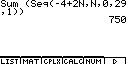 Sum (Seq(-4+2N,N,0,29
,1))
750
LIST MAT CPLX CALC NUM ▷